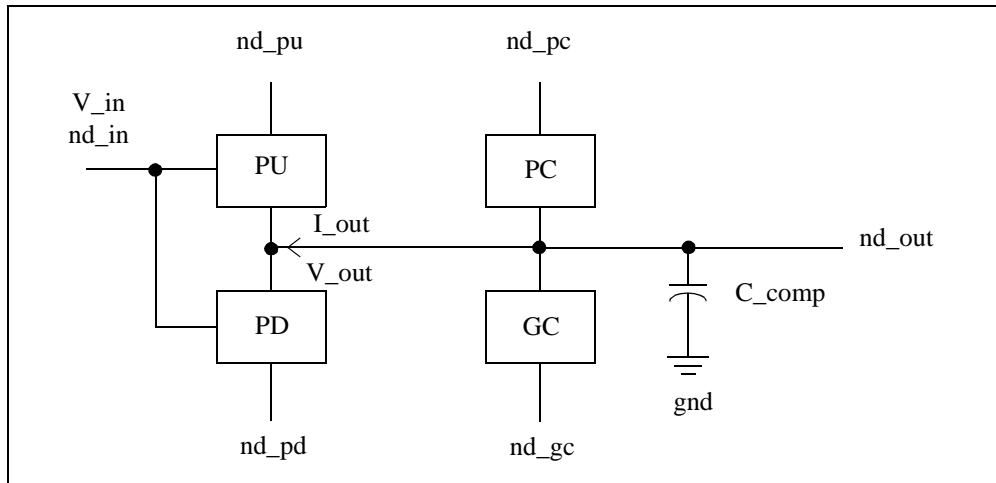 nd_pu
nd_pc
V_in
nd_in
PU
PC
I_out
nd_out
V_out
C_comp
PD
GC
gnd
nd_pd
nd_gc